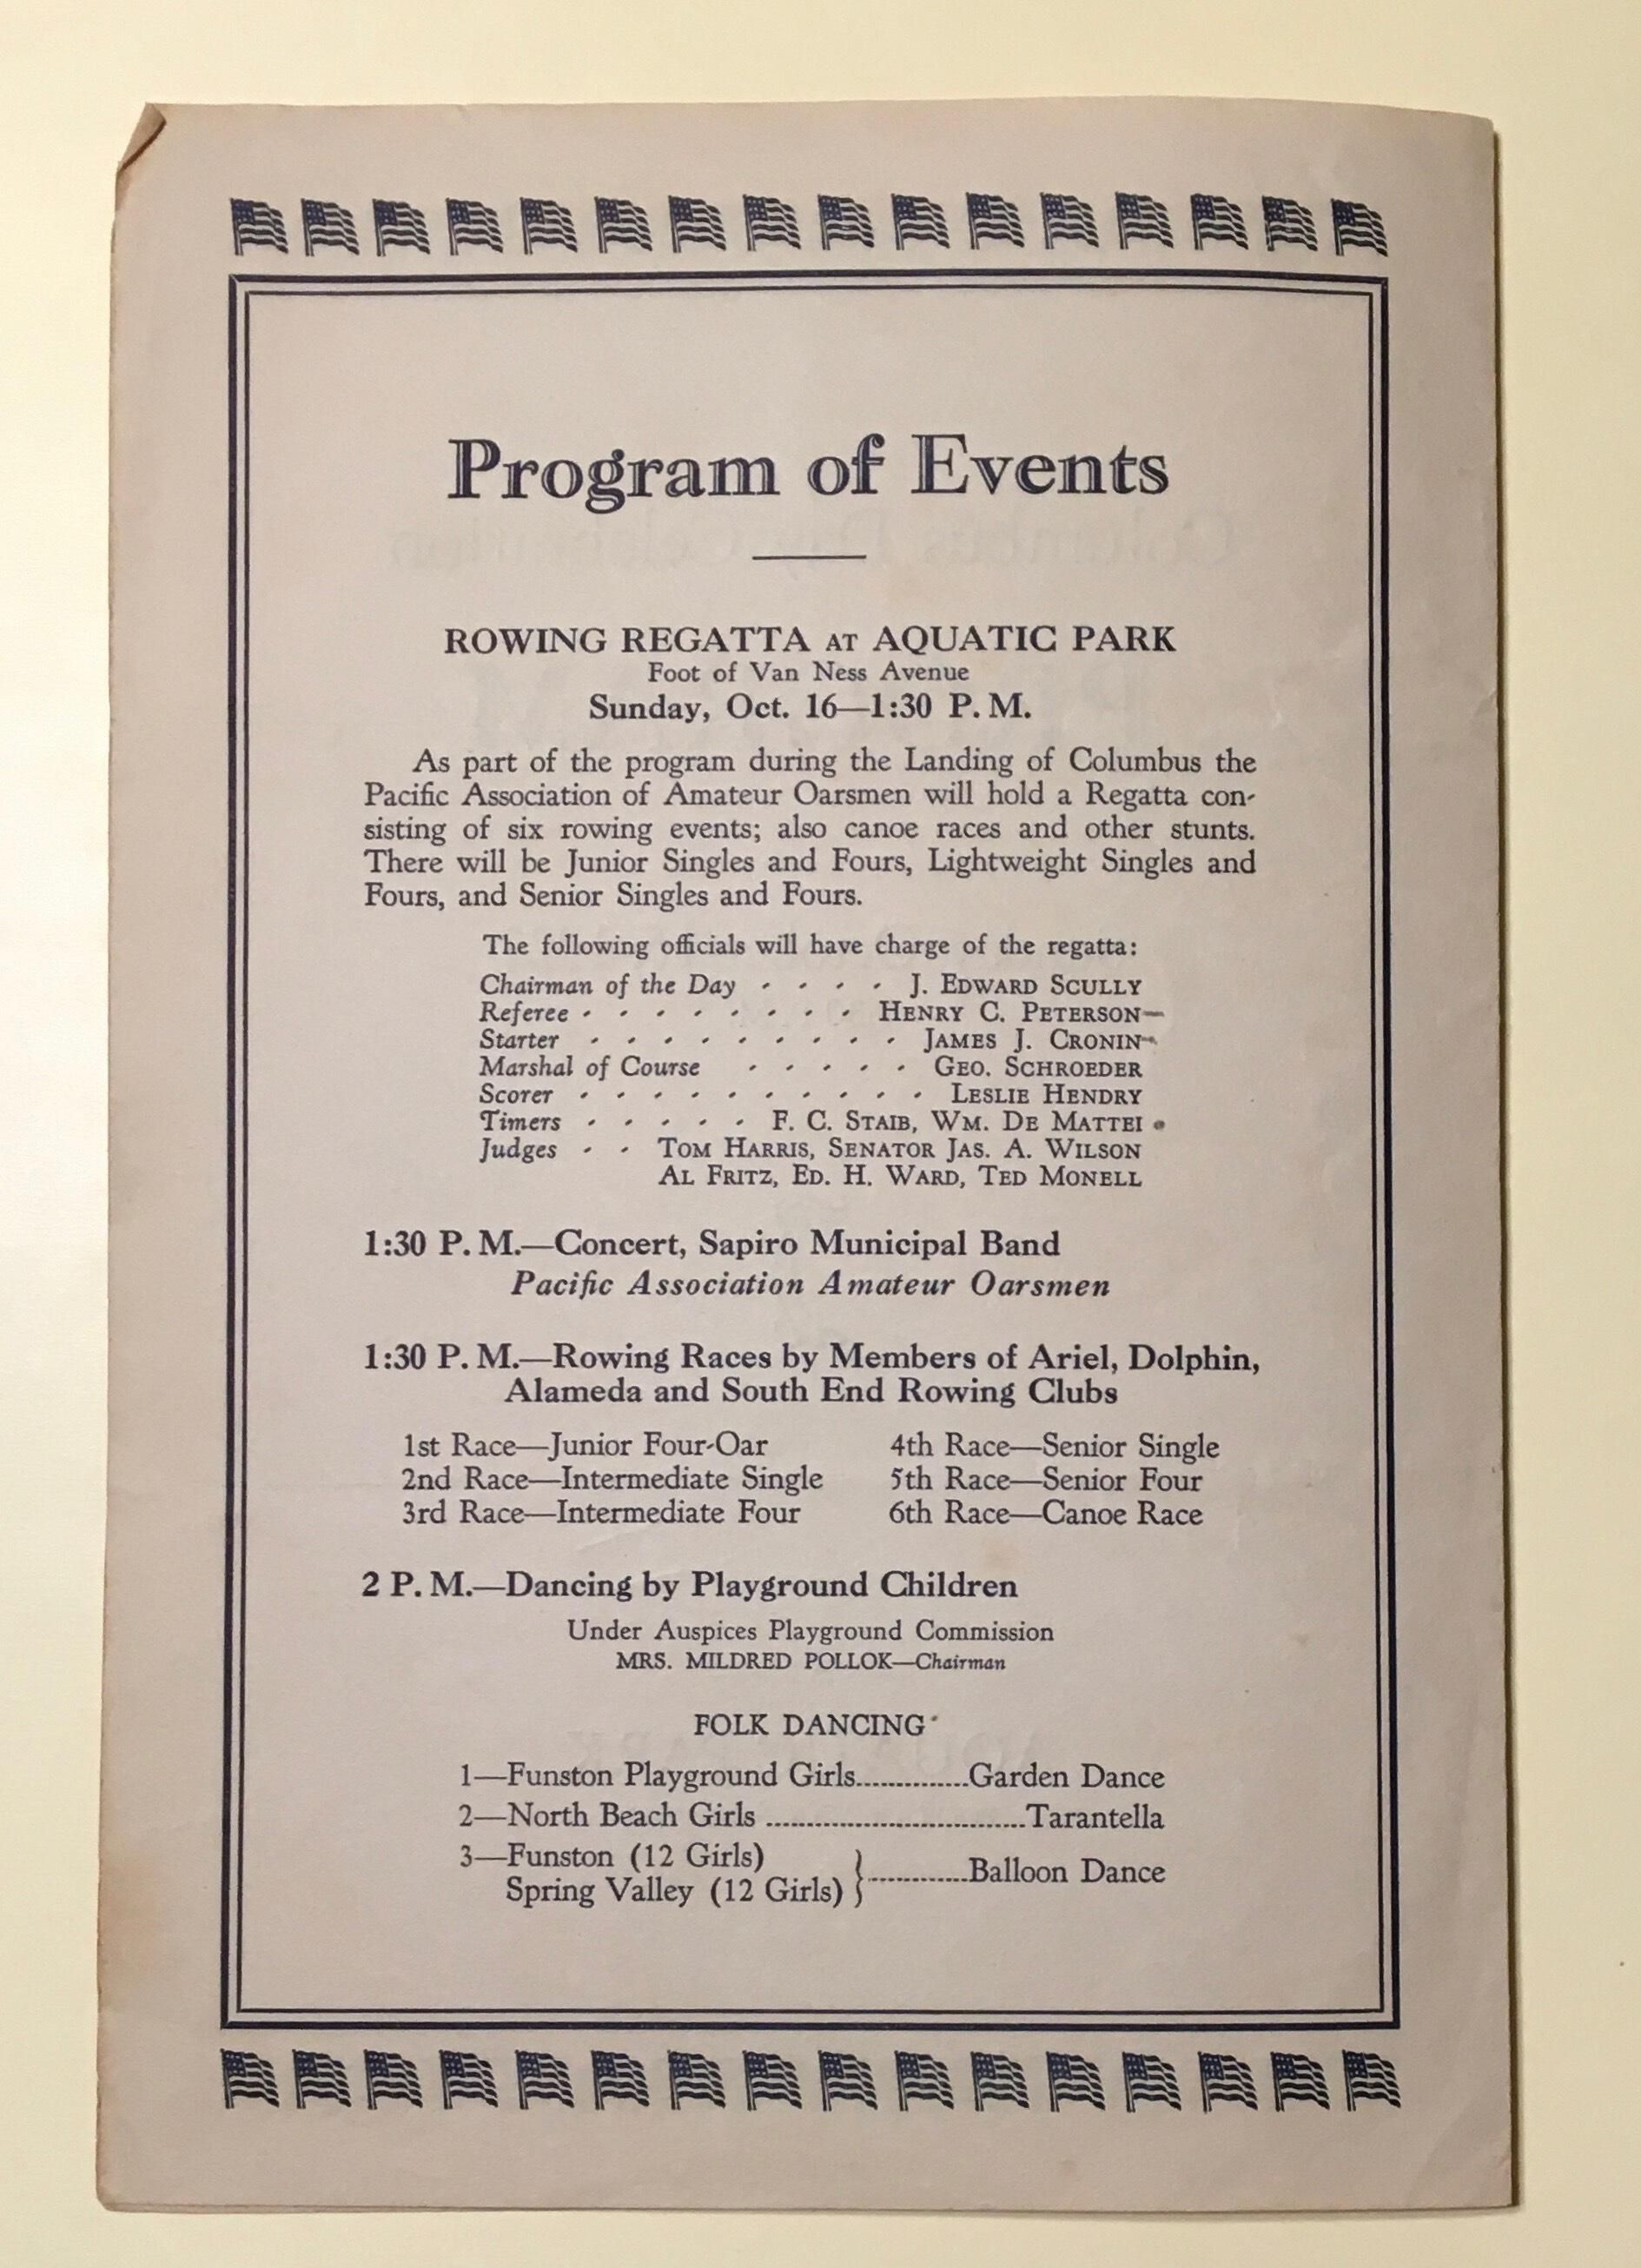 Program of Events
ROWING REGATTA AT AQUATIC PARK
Foot of Van Ness Avenue
Sunday, Oct. 16—1:30 P. M.
As part of the program during the Landing of Columbus the
Pacific Association of Amateur Oarsmen will hold a Regatta con-
sisting of six rowing events; also canoe races and other stunts.
There will be Junior Singles and Fours, Lightweight Singles and
Fours, and Senior Singles and Fours.
The following officials will have charge of the regatta:
Chairman of the Day . . . . J. EDWARD SCULLY
Referee . . . . . . . . HENRY C. PETERSON
Starter . . . . . . . . . JAMES J. CRONIN
Marshal of Course . . . . . GEO. SCHROEDER
Scorer . . . . . . . . . . LESLIE HENDRY
Timers . . . . . F. C. STAIB, WM. DE MATTEI
Judges . . TOM HARRIS, SENATOR JAS. A. WILSON
AL FRITZ, ED. H. WARD, TED MONELL
1:30 P. M.—Concert, Sapiro Municipal Band
Pacific Association Amateur Oarsmen
1:30 P. M.—Rowing Races by Members of Ariel, Dolphin,
Alameda and South End Rowing Clubs
1st Race—Junior Four-Oar 4th Race—Senior Single
2nd Race—Intermediate Single 5th Race—Senior Four
3rd Race—Intermediate Four 6th Race—Canoe Race
2 P. M.—Dancing by Playground Children
Under Auspices Playground Commission
MRS. MILDRED POLLOK—Chairman
FOLK DANCING
1—Funston Playground Girls..............Garden Dance
2—North Beach Girls ................................Tarantella
3—Funston (12 Girls)
Spring Valley (12 Girls) } ............Balloon Dance